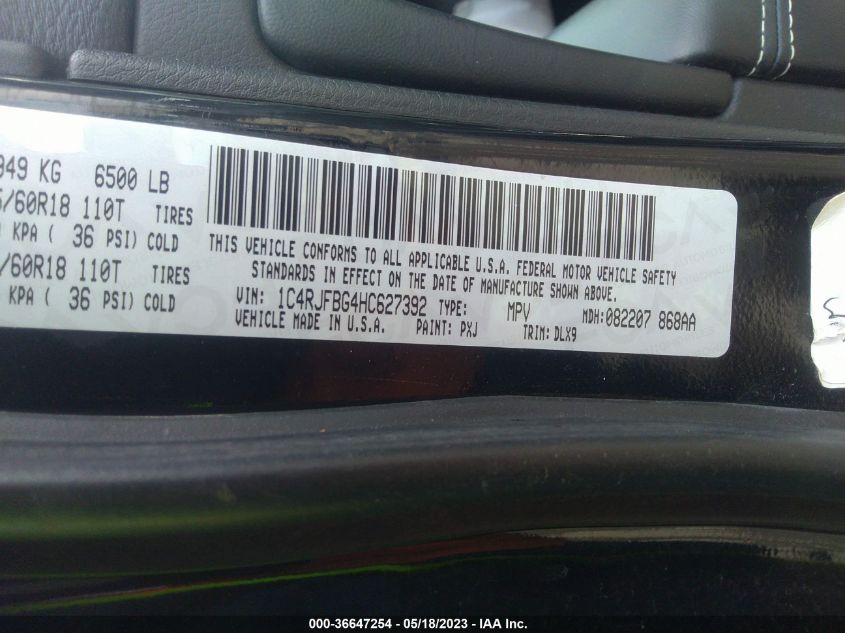 949 KG 6500 LB
/60R18 110T TIRES
KPA ( 36 PSI) COLD
/60R18 110T TIRES
KPA ( 36 PSI) COLD
THIS VEHICLE CONFORMS TO ALL APPLICABLE U.S.A. FEDERAL MOTOR VEHICLE SAFETY
STANDARDS IN EFFECT ON THE DATE OF MANUFACTURE SHOWN ABOVE.
VIN: 1C4RJFBG4HC627392 TYPE: MPV MDH:082207 868AA
VEHICLE MADE IN U.S.A. PAINT: PXJ TRIM: DLX9
000-36647254 - 05/18/2023 - IAA Inc.